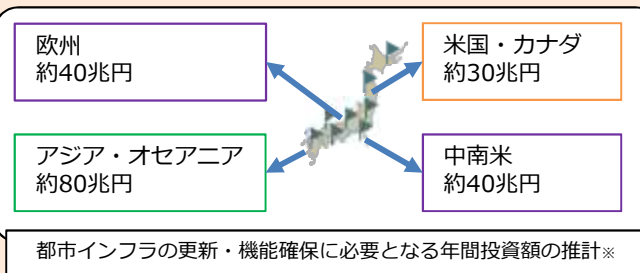 欧州
約40兆円
米国・カナダ
約30兆円
アジア・オセアニア
約80兆円
中南米
約40兆円
都市インフラの更新・機能確保に必要となる年間投資額の推計※